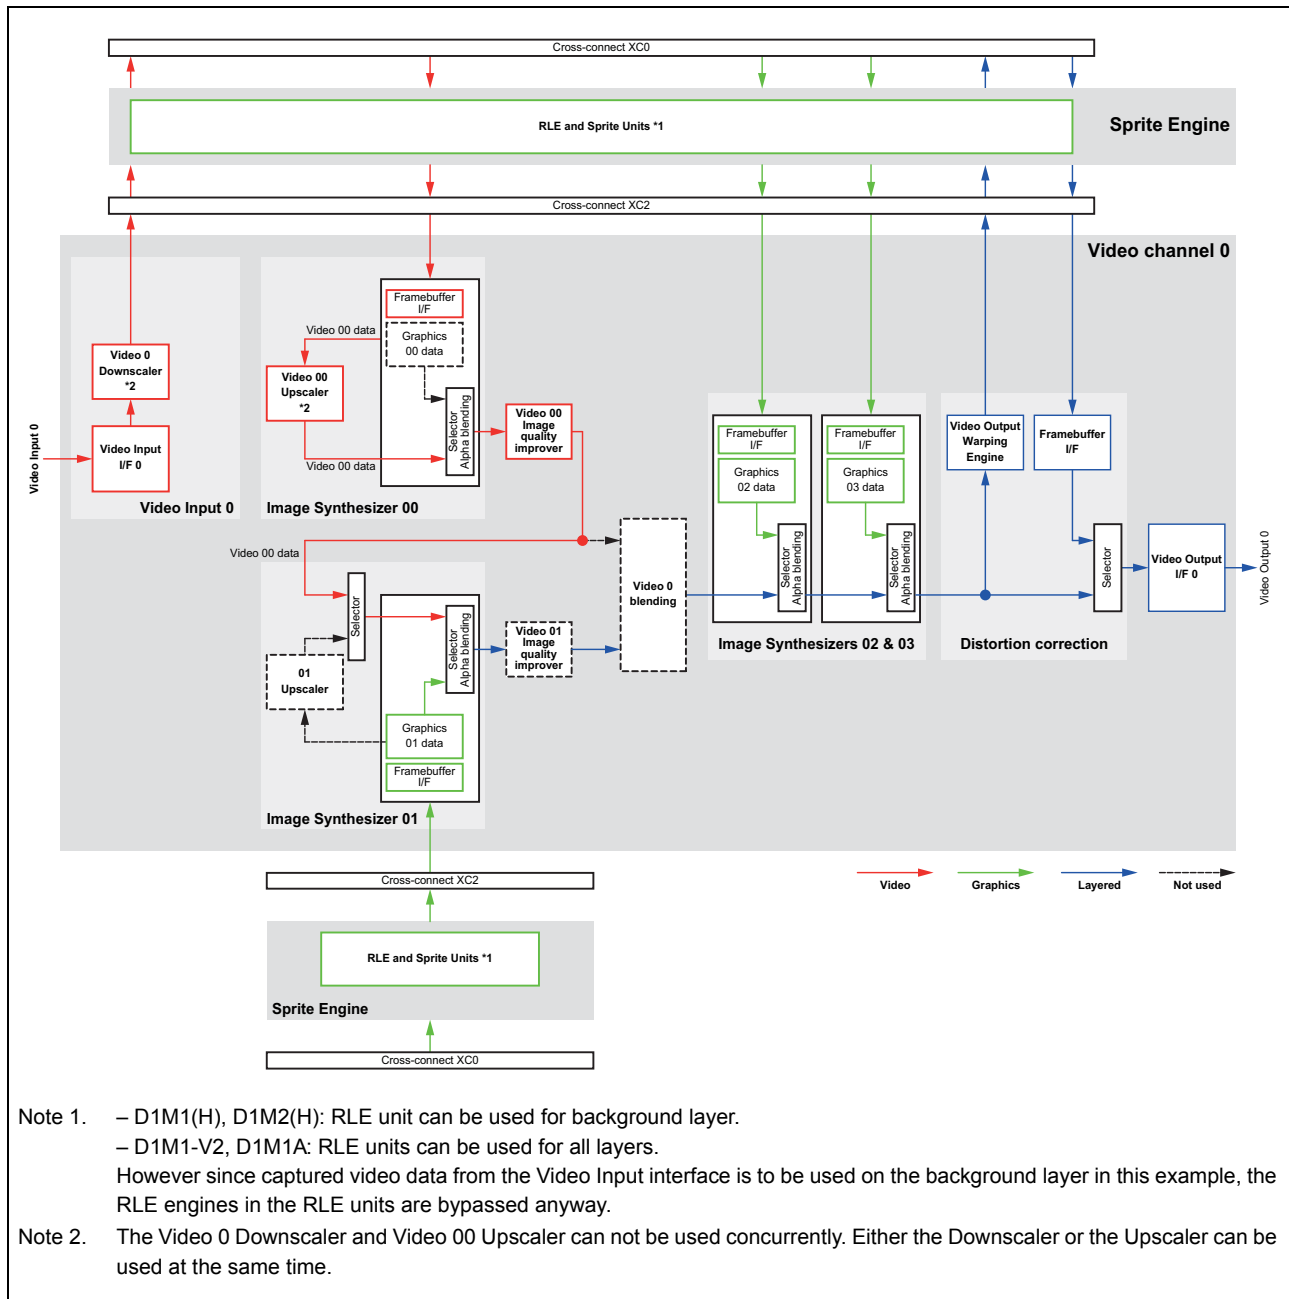 Cross-connect XC0
RLE and Sprite Units *1
Sprite Engine
Cross-connect XC2
Video channel 0
Video Input 0
Video Input
I/F 0
Video 0
Downscaler
*2
Video Input 0
Framebuffer
I/F
Graphics
00 data
Video 00 data
Video 00
Upscaler
*2
Video 00 data
Selector
Alpha blending
Video 00
Image
quality
improver
Image Synthesizer 00
Video 00 data
Selector
01
Upscaler
Selector
Alpha blending
Graphics
01 data
Framebuffer
I/F
Image Synthesizer 01
Video 01
Image
quality
improver
Video 0
blending
Framebuffer
I/F
Graphics
02 data
Selector
Alpha blending
Framebuffer
I/F
Graphics
03 data
Selector
Alpha blending
Image Synthesizers 02 & 03
Video Output
Warping
Engine
Framebuffer
I/F
Selector
Distortion correction
Video Output
I/F 0
Video Output 0
Cross-connect XC2
RLE and Sprite Units *1
Sprite Engine
Cross-connect XC0
Video
Graphics
Layered
Not used
Note 1. – D1M1(H), D1M2(H): RLE unit can be used for background layer.
– D1M1-V2, D1M1A: RLE units can be used for all layers.
However since captured video data from the Video Input interface is to be used on the background layer in this example, the
RLE engines in the RLE units are bypassed anyway.
Note 2. The Video 0 Downscaler and Video 00 Upscaler can not be used concurrently. Either the Downscaler or the Upscaler can be
used at the same time.